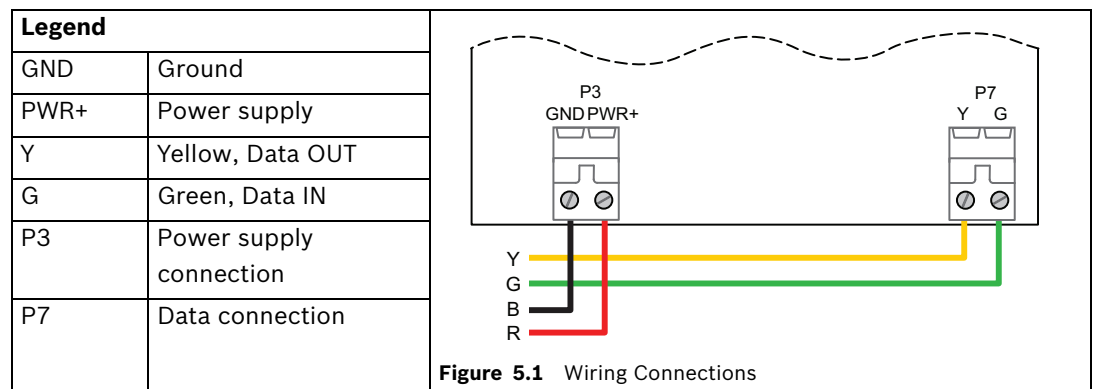 Legend
GND Ground
PWR+ Power supply
Y Yellow, Data OUT
G Green, Data IN
P3 Power supply
connection
P7 Data connection
P3
GND PWR+
P7
Y G
Y
G
B
R
Figure 5.1 Wiring Connections